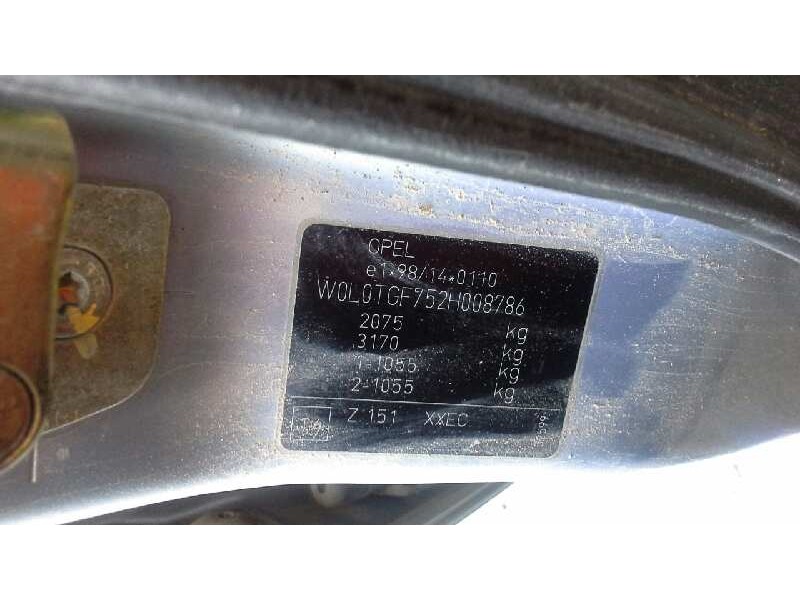 OPEL
e1*98/14*0110
W0L0TGF752H008786
2075 kg
3170 kg
1-1055 kg
2-1055 kg
Z 151 XXEC